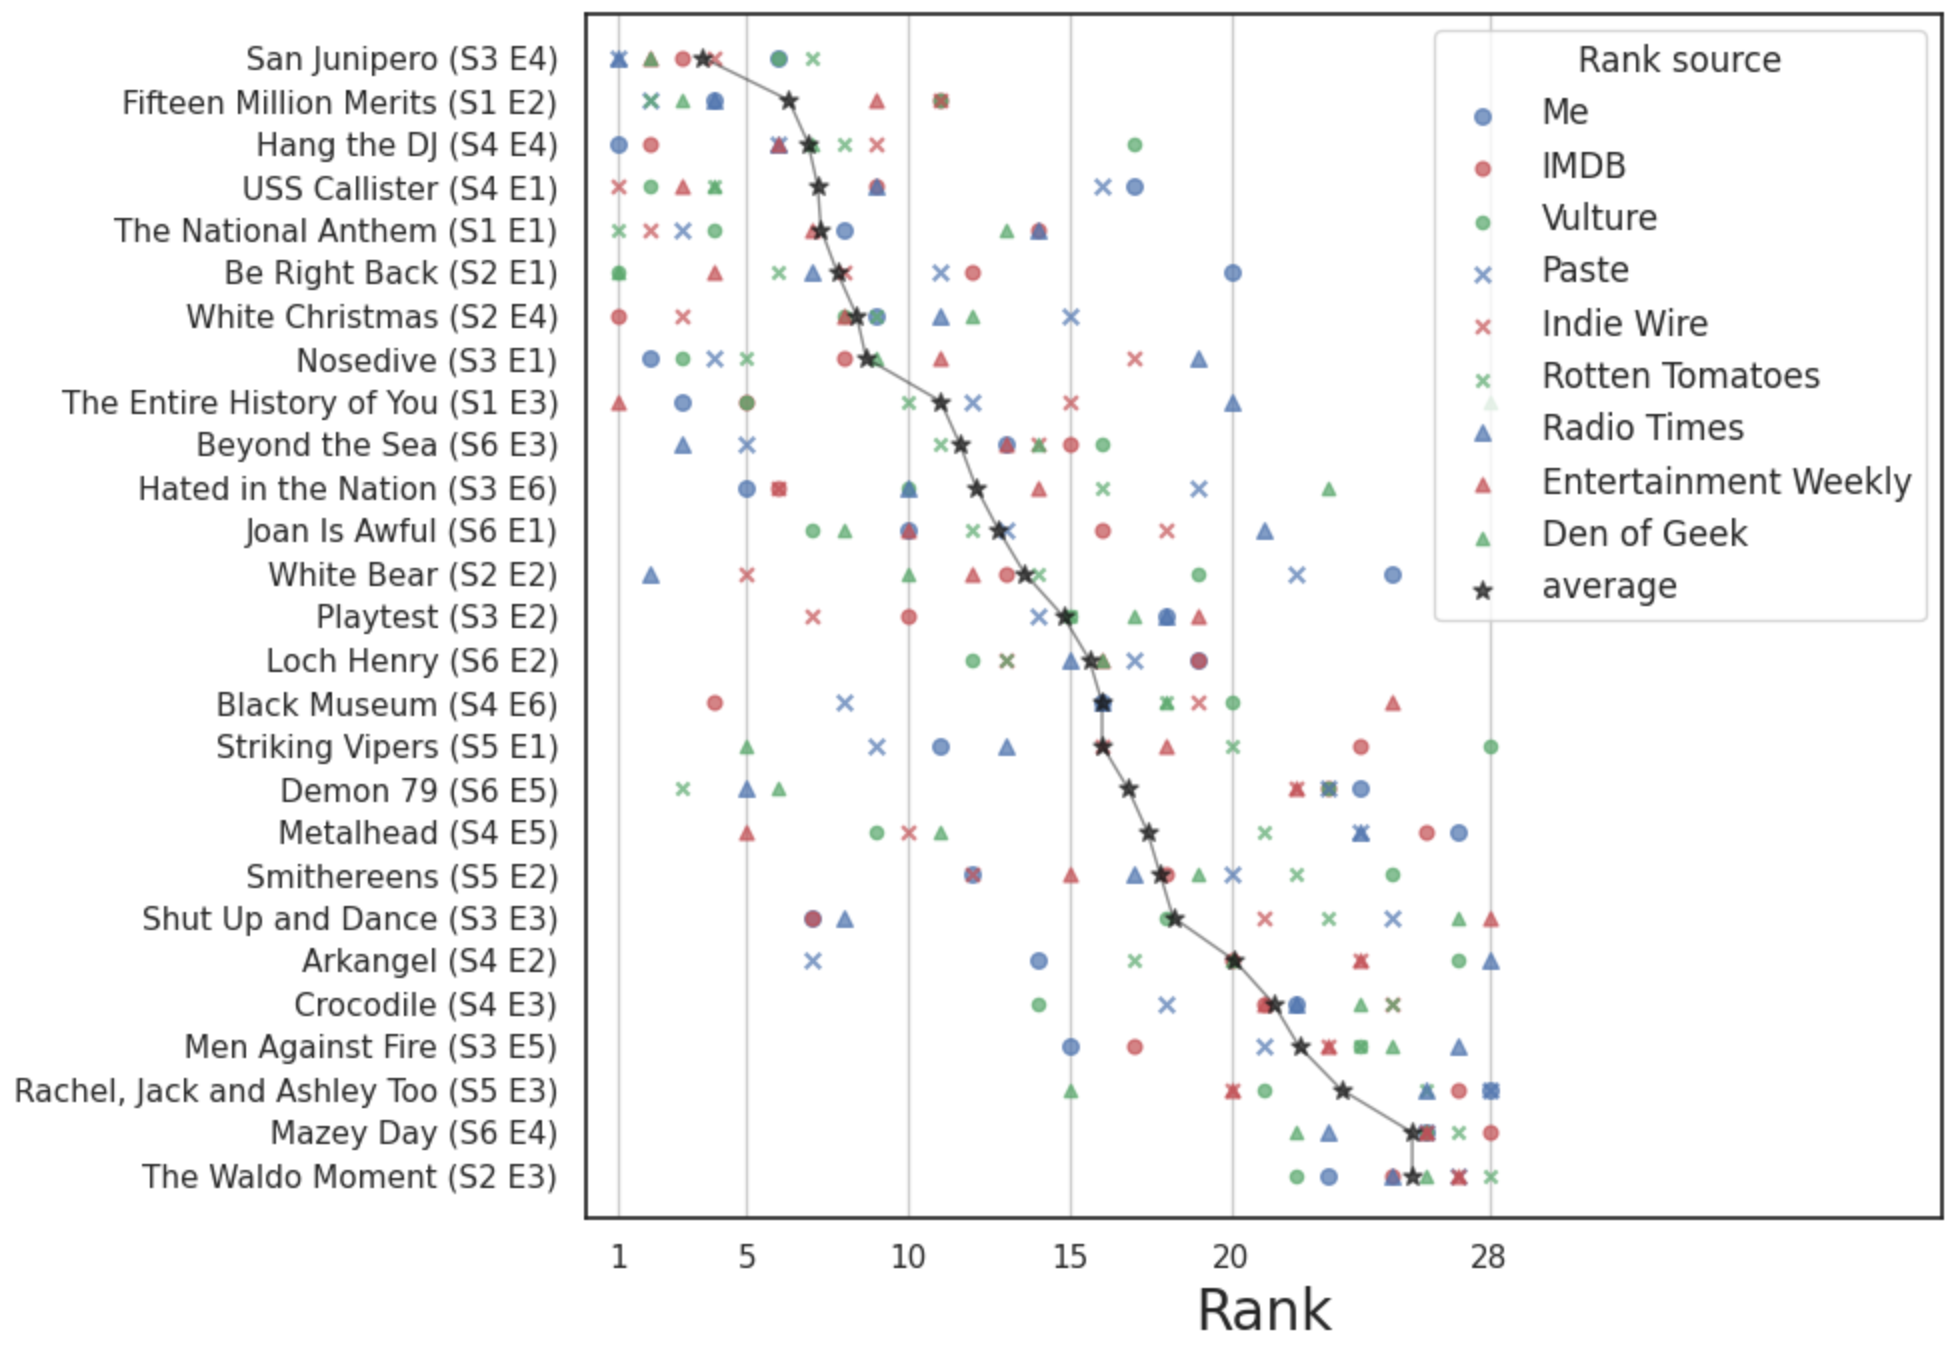 San Junipero (S3 E4)
Fifteen Million Merits (S1 E2)
Hang the DJ (S4 E4)
USS Callister (S4 E1)
The National Anthem (S1 E1)
Be Right Back (S2 E1)
White Christmas (S2 E4)
Nosedive (S3 E1)
The Entire History of You (S1 E3)
Beyond the Sea (S6 E3)
Hated in the Nation (S3 E6)
Joan Is Awful (S6 E1)
White Bear (S2 E2)
Playtest (S3 E2)
Loch Henry (S6 E2)
Black Museum (S4 E6)
Striking Vipers (S5 E1)
Demon 79 (S6 E5)
Metalhead (S4 E5)
Smithereens (S5 E2)
Shut Up and Dance (S3 E3)
Arkangel (S4 E2)
Crocodile (S4 E3)
Men Against Fire (S3 E5)
Rachel, Jack and Ashley Too (S5 E3)
Mazey Day (S6 E4)
The Waldo Moment (S2 E3)
Rank source
Me
IMDB
Vulture
Paste
Indie Wire
Rotten Tomatoes
Radio Times
Entertainment Weekly
Den of Geek
average
1 5 10 15 20 28
Rank